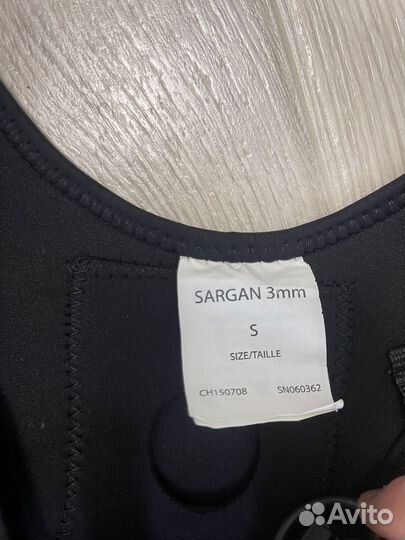 SARGAN 3mm
S
SIZE/TAILLE
CH150708 SN060362
Avito